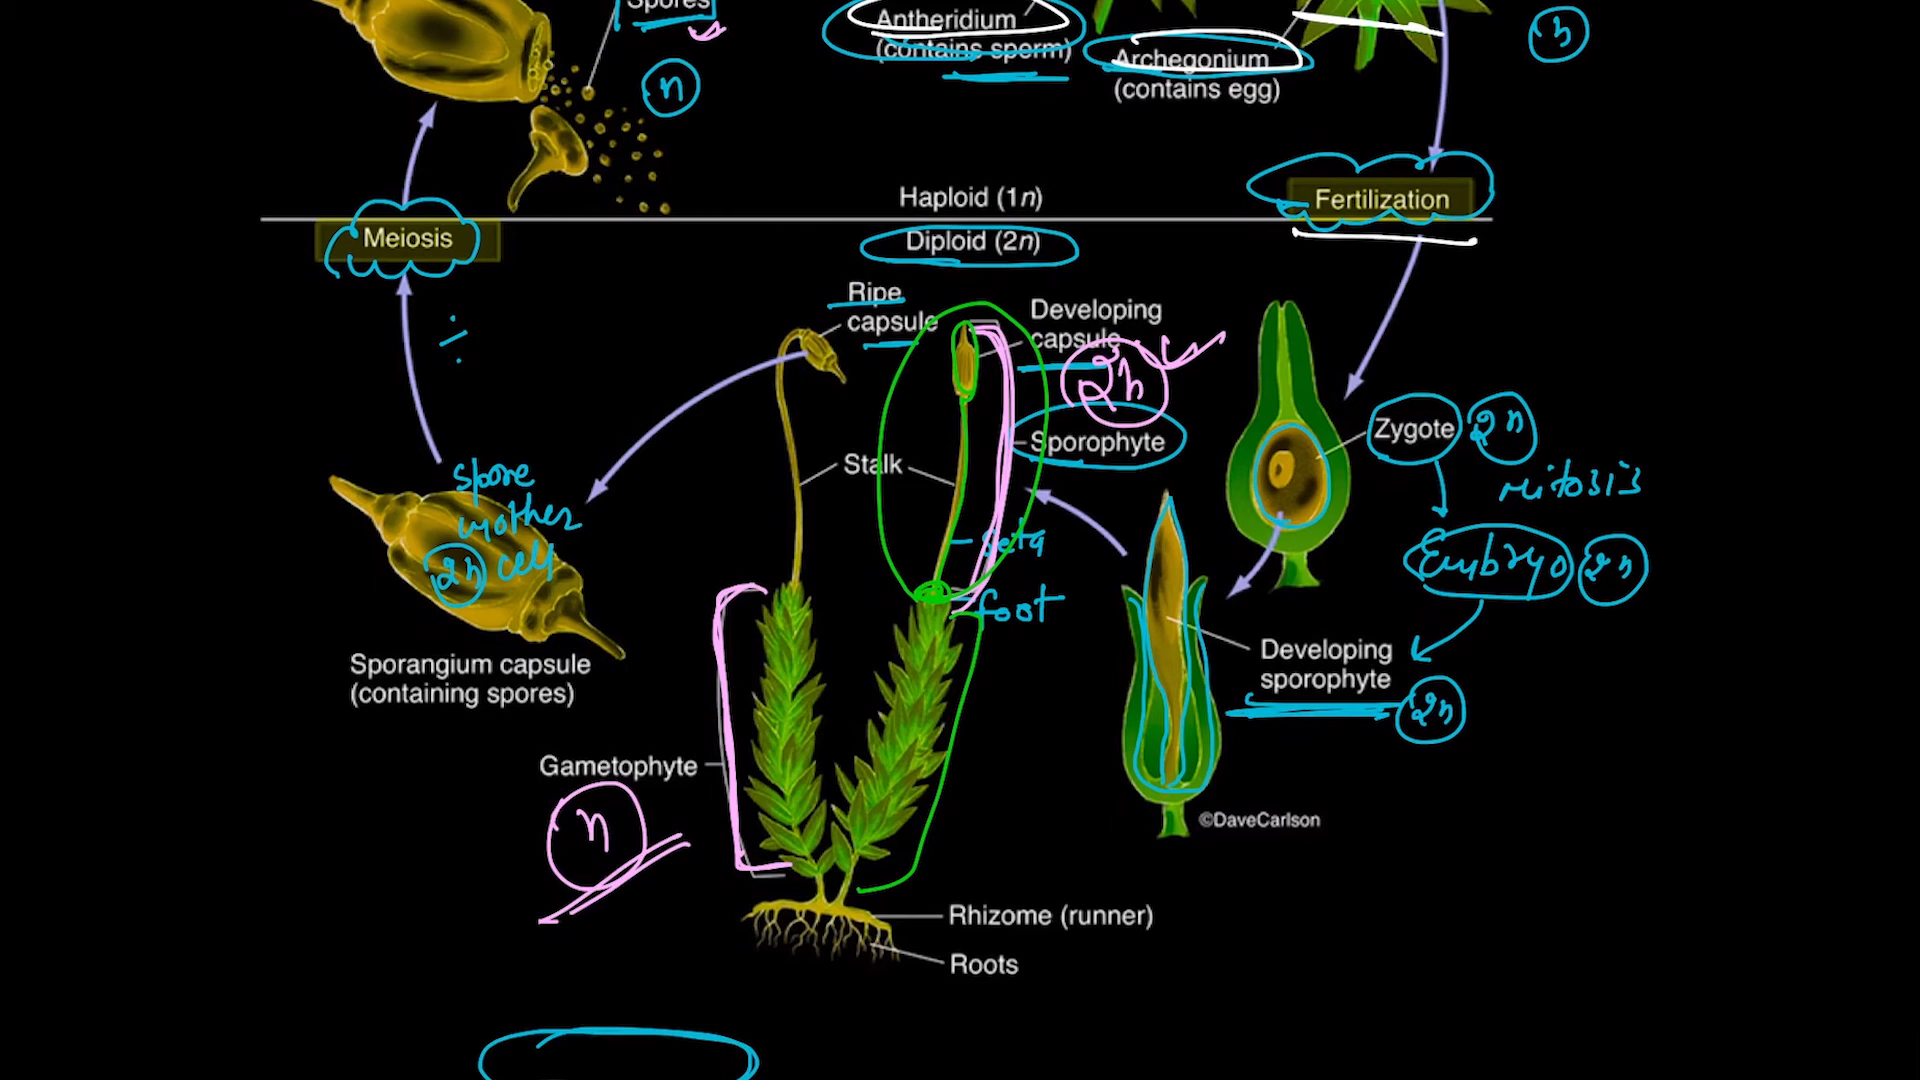 Spores
n
Antheridium
(contains sperm)
Archegonium
(contains egg)
n
Haploid (1n)
Fertilization
Meiosis
Diploid (2n)
Ripe
capsule
Developing
capsule
2n
Sporophyte
Stalk
Zygote 2n
mitosis
Embryo 2n
spore
mother
2n cell
seta
foot
Sporangium capsule
(containing spores)
Developing
sporophyte
2n
Gametophyte
n
©DaveCarlson
Rhizome (runner)
Roots